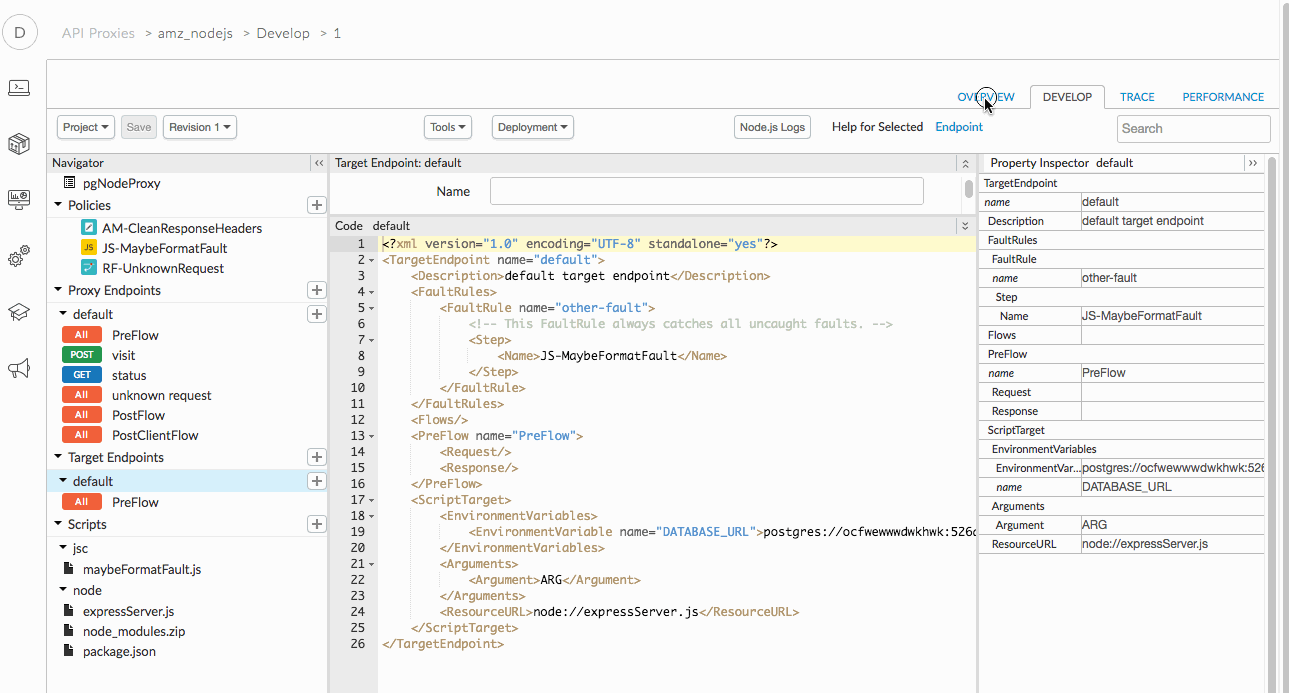 D
API Proxies > amz_nodejs > Develop > 1
OVERVIEW DEVELOP TRACE PERFORMANCE
Project Save Revision 1 Tools Deployment Node.js Logs Help for Selected Endpoint Search
Navigator
pgNodeProxy
Policies
AM-CleanResponseHeaders
JS JS-MaybeFormatFault
RF-UnknownRequest
Proxy Endpoints
default
All PreFlow
POST visit
GET status
All unknown request
All PostFlow
All PostClientFlow
Target Endpoints
default
All PreFlow
Scripts
jsc
maybeFormatFault.js
node
expressServer.js
node_modules.zip
package.json
Target Endpoint: default
Name
Code default
1 <?xml version="1.0" encoding="UTF-8" standalone="yes"?>
2 <TargetEndpoint name="default">
3 <Description>default target endpoint</Description>
4 <FaultRules>
5 <FaultRule name="other-fault">
6 <!-- This FaultRule always catches all uncaught faults. -->
7 <Step>
8 <Name>JS-MaybeFormatFault</Name>
9 </Step>
10 </FaultRule>
11 </FaultRules>
12 <Flows/>
13 <PreFlow name="PreFlow">
14 <Request/>
15 <Response/>
16 </PreFlow>
17 <ScriptTarget>
18 <EnvironmentVariables>
19 <EnvironmentVariable name="DATABASE_URL">postgres://ocfwewwwdwkhwk:526
20 </EnvironmentVariables>
21 <Arguments>
22 <Argument>ARG</Argument>
23 </Arguments>
24 <ResourceURL>node://expressServer.js</ResourceURL>
25 </ScriptTarget>
26 </TargetEndpoint>
Property Inspector default
TargetEndpoint
name default
Description default target endpoint
FaultRules
FaultRule
name other-fault
Step
Name JS-MaybeFormatFault
Flows
PreFlow
name PreFlow
Request
Response
ScriptTarget
EnvironmentVariables
EnvironmentVar... postgres://ocfwewwwdwkhwk:526
name DATABASE_URL
Arguments
Argument ARG
ResourceURL node://expressServer.js